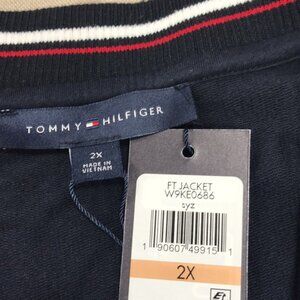 TOMMY HILFIGER
2X
MADE IN
VIETNAM
FT JACKET
W9KE0686
syz
1 90607 49915 1
2X